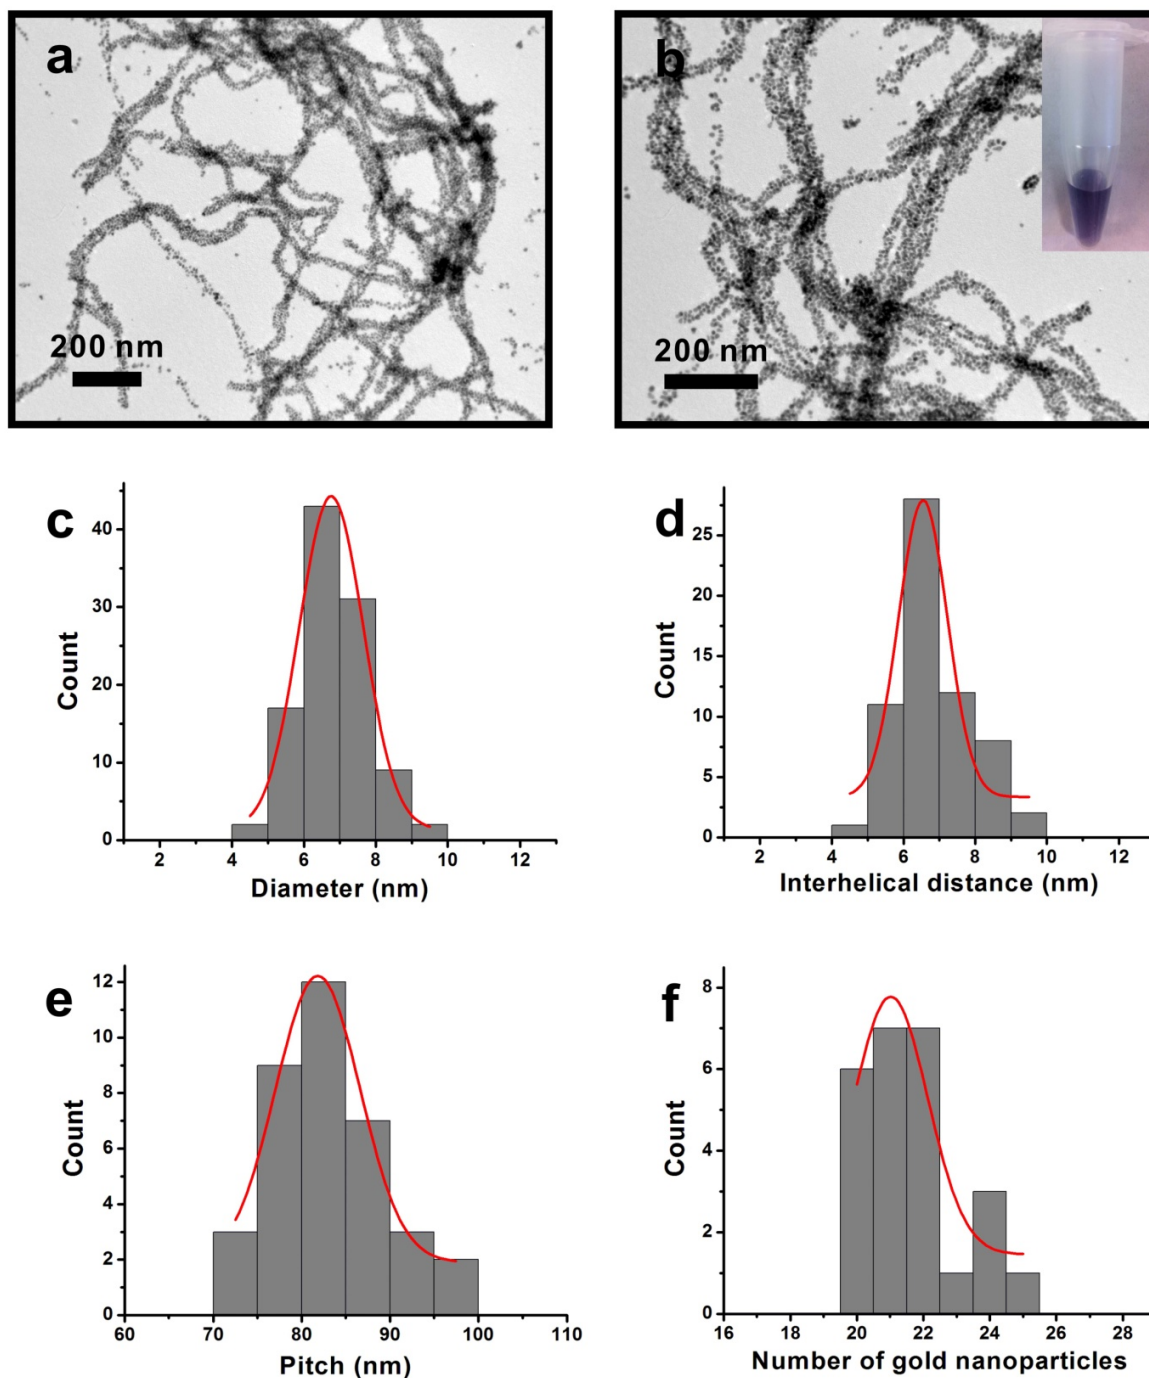 a
200 nm
b
200 nm
c
Count
40
30
20
10
0
2 4 6 8 10 12
Diameter (nm)
d
Count
25
20
15
10
5
0
2 4 6 8 10 12
Interhelical distance (nm)
e
Count
12
10
8
6
4
2
0
60 70 80 90 100 110
Pitch (nm)
f
Count
8
6
4
2
0
16 18 20 22 24 26 28
Number of gold nanoparticles